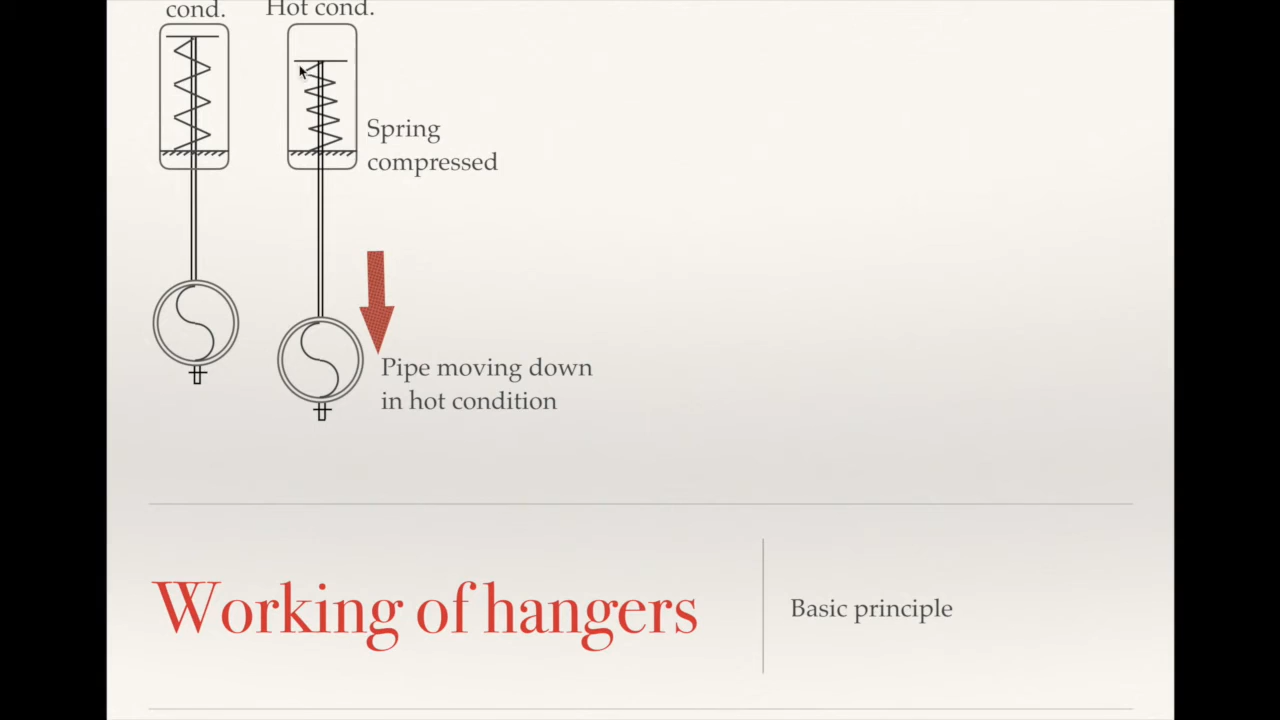 cond.
Hot cond.
Spring
compressed
Pipe moving down
in hot condition
Working of hangers
Basic principle